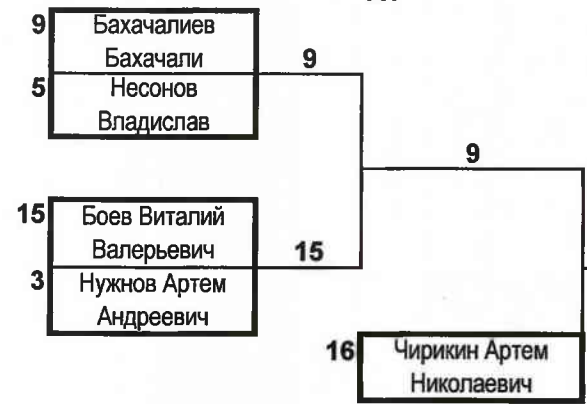 9 Бахачалиев
Бахачали
9
5 Несонов
Владислав
9
15 Боев Виталий
Валерьевич
15
3 Нужнов Артем
Андреевич
16 Чирикин Артем
Николаевич